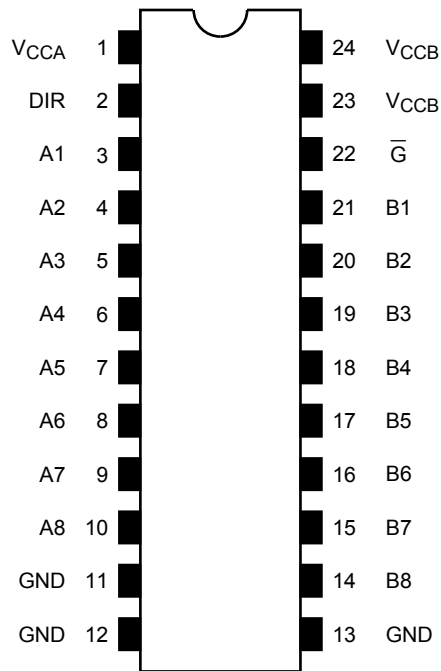 VCCA 1 24 VCCB
DIR 2 23 VCCB
A1 3 22 G̅
A2 4 21 B1
A3 5 20 B2
A4 6 19 B3
A5 7 18 B4
A6 8 17 B5
A7 9 16 B6
A8 10 15 B7
GND 11 14 B8
GND 12 13 GND